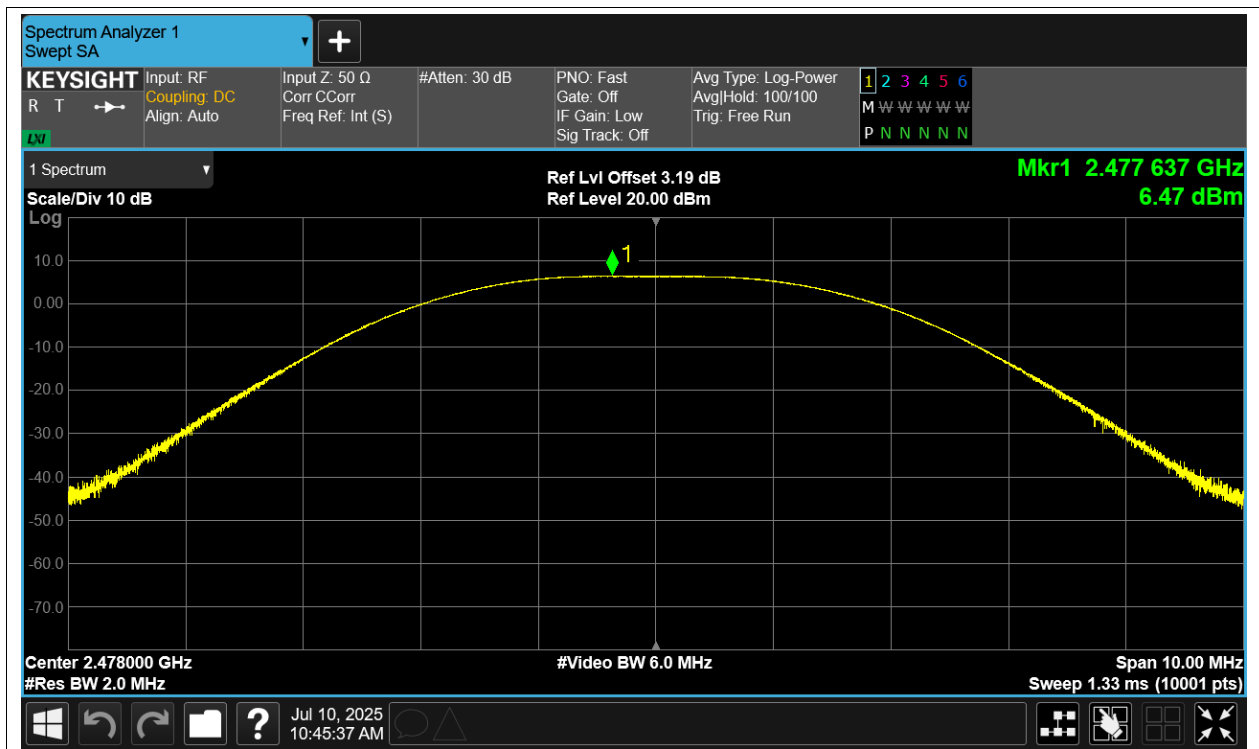 Spectrum Analyzer 1
Swept SA
KEYSIGHT
R T
LXI
Input: RF
Coupling: DC
Align: Auto
Input Z: 50 Ω
Corr CCorr
Freq Ref: Int (S)
#Atten: 30 dB
PNO: Fast
Gate: Off
IF Gain: Low
Sig Track: Off
Avg Type: Log-Power
Avg|Hold: 100/100
Trig: Free Run
1 2 3 4 5 6
M W W W W W
P N N N N N
1 Spectrum
Scale/Div 10 dB
Ref Lvl Offset 3.19 dB
Ref Level 20.00 dBm
Mkr1 2.477 637 GHz
6.47 dBm
Log
1
10.0
0.00
-10.0
-20.0
-30.0
-40.0
-50.0
-60.0
-70.0
Center 2.478000 GHz
#Video BW 6.0 MHz
Span 10.00 MHz
#Res BW 2.0 MHz
Sweep 1.33 ms (10001 pts)
?
Jul 10, 2025
10:45:37 AM